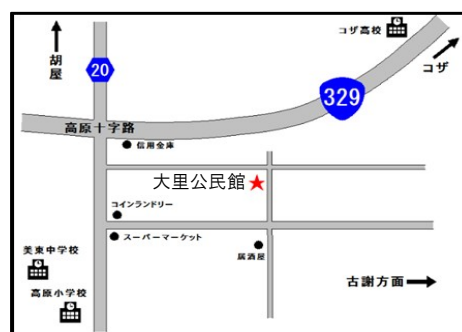 コザ高校
胡屋
20
コザ
329
高原十字路
信用金庫
大里公民館
コインランドリー
スーパーマーケット
居酒屋
美東中学校
高原小学校
古謝方面